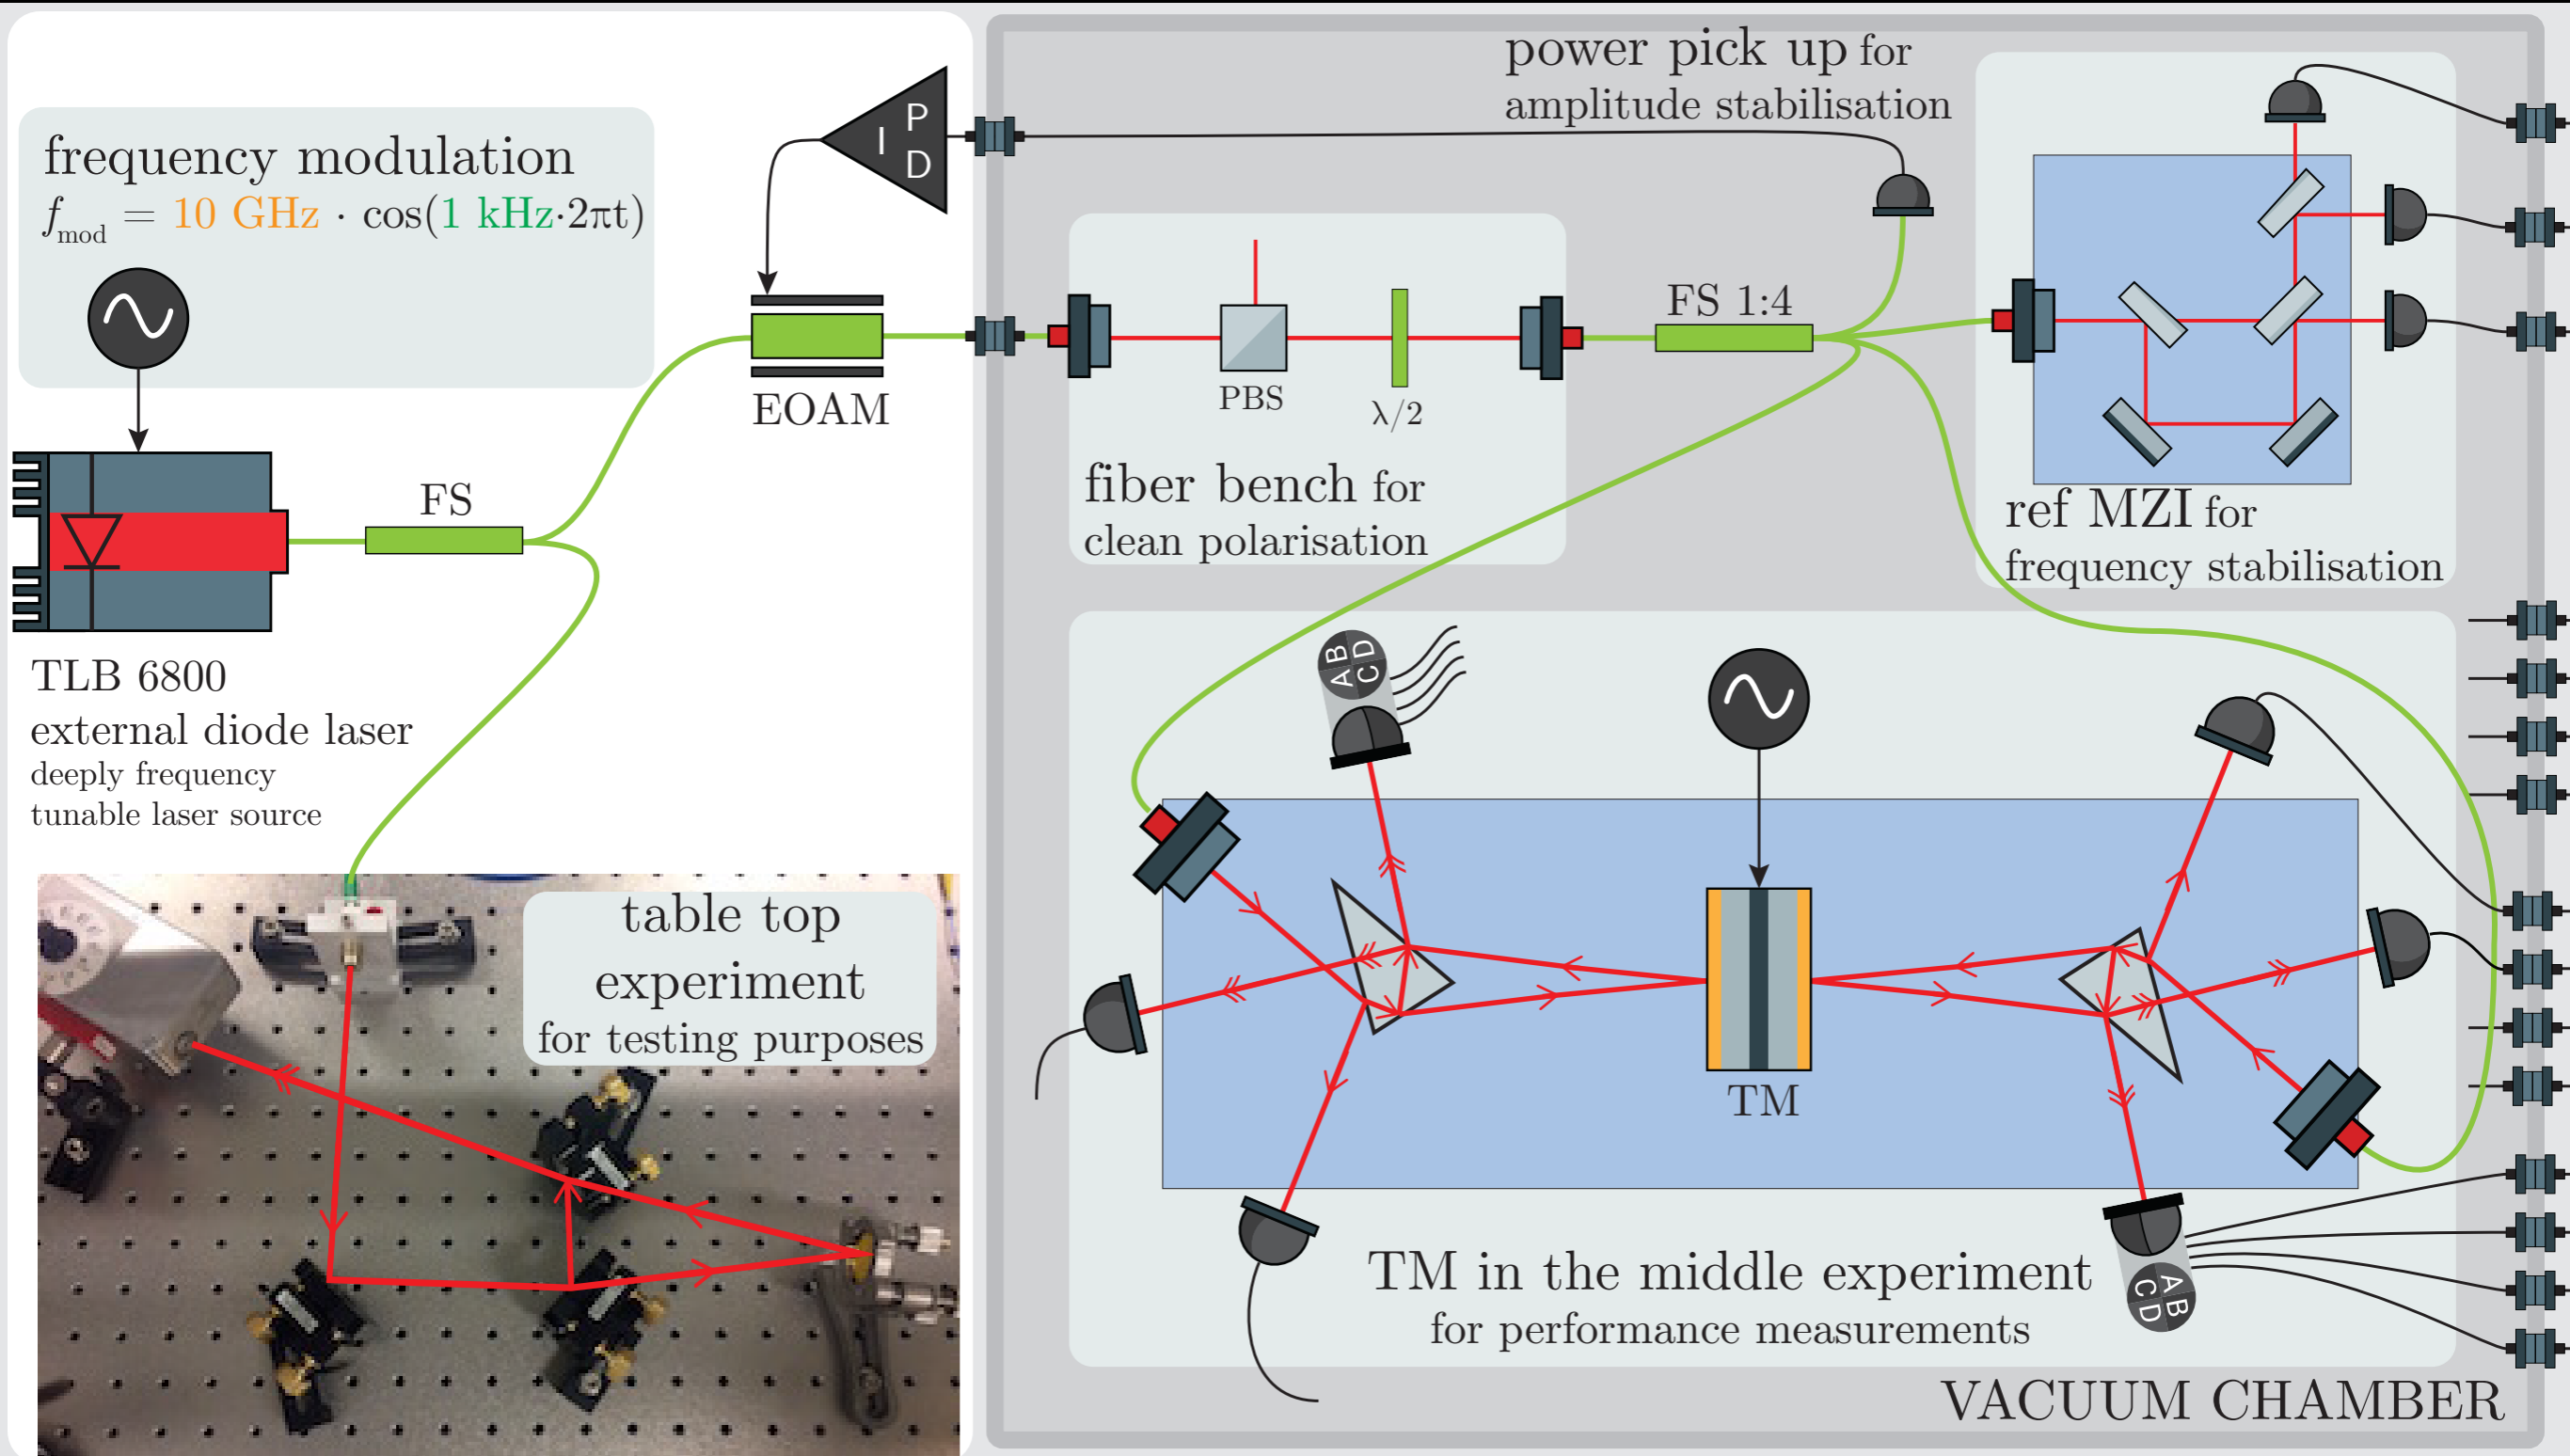 frequency modulation
f_mod = 10 GHz · cos(1 kHz·2πt)
P
I
D
EOAM
FS
TLB 6800
external diode laser
deeply frequency
tunable laser source
table top
experiment
for testing purposes
power pick up for
amplitude stabilisation
PBS
λ/2
fiber bench for
clean polarisation
FS 1:4
ref MZI for
frequency stabilisation
A B
C D
TM
A B
C D
TM in the middle experiment
for performance measurements
VACUUM CHAMBER